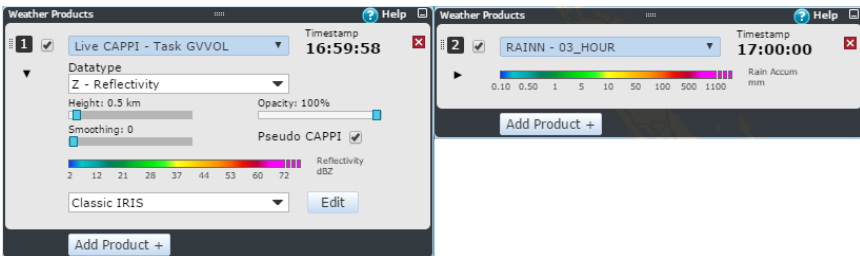 Weather Products
? Help
1
Live CAPPI - Task GVVOL
Timestamp
16:59:58
Datatype
Z - Reflectivity
Height: 0.5 km
Opacity: 100%
Smoothing: 0
Pseudo CAPPI
2 12 21 28 37 44 53 60 72
Reflectivity
dBZ
Classic IRIS
Edit
Add Product +
Weather Products
? Help
2
RAINN - 03_HOUR
Timestamp
17:00:00
0.10 0.50 1 5 10 50 100 500 1100
Rain Accum
mm
Add Product +